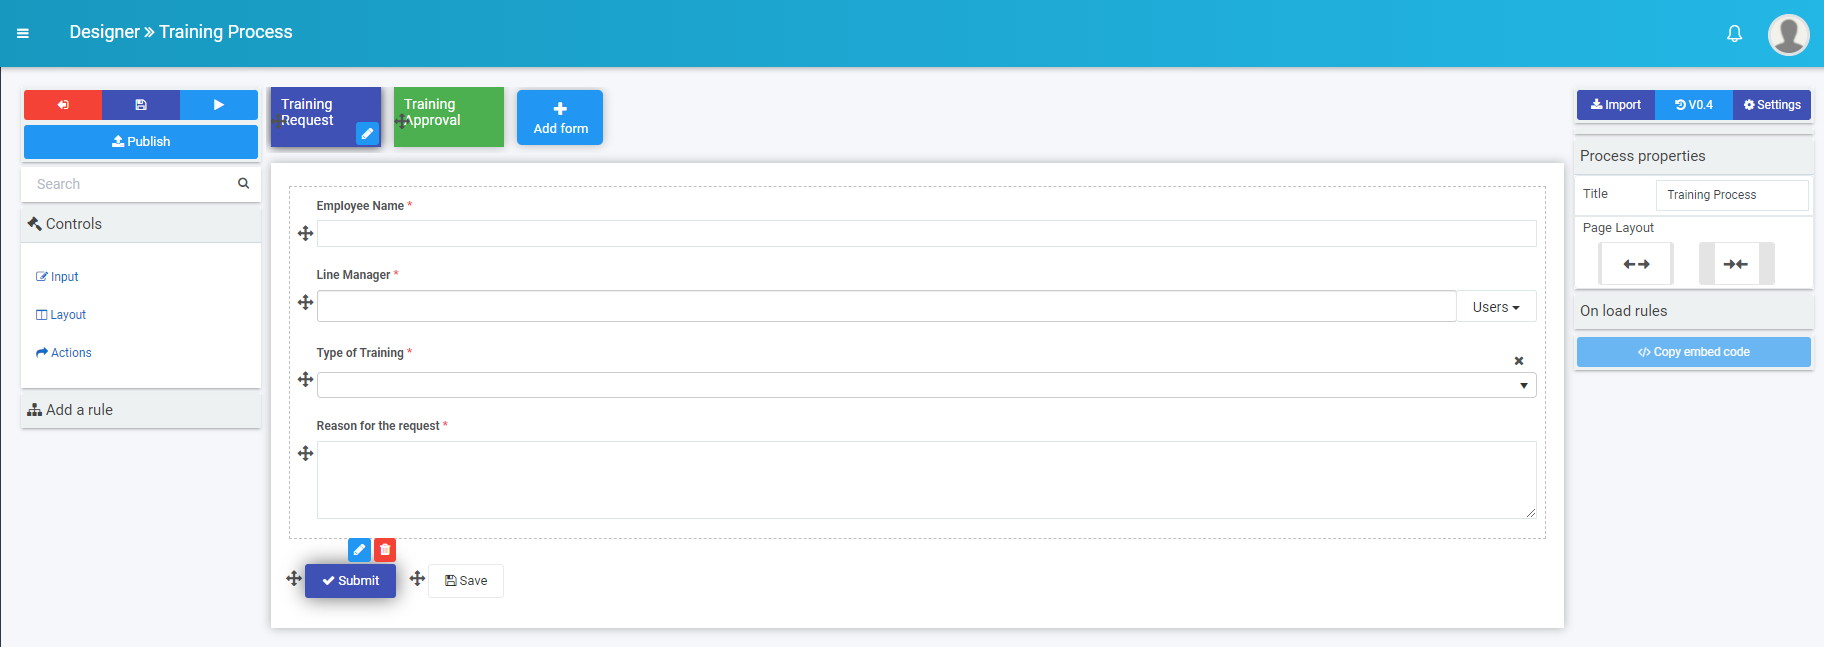 Designer » Training Process
Publish
Search
Controls
Input
Layout
Actions
Add a rule
Training
Request
Training
Approval
Add form
Employee Name *
Line Manager *
Users
Type of Training *
Reason for the request *
Submit
Save
Import
V0.4
Settings
Process properties
Title
Training Process
Page Layout
On load rules
</> Copy embed code